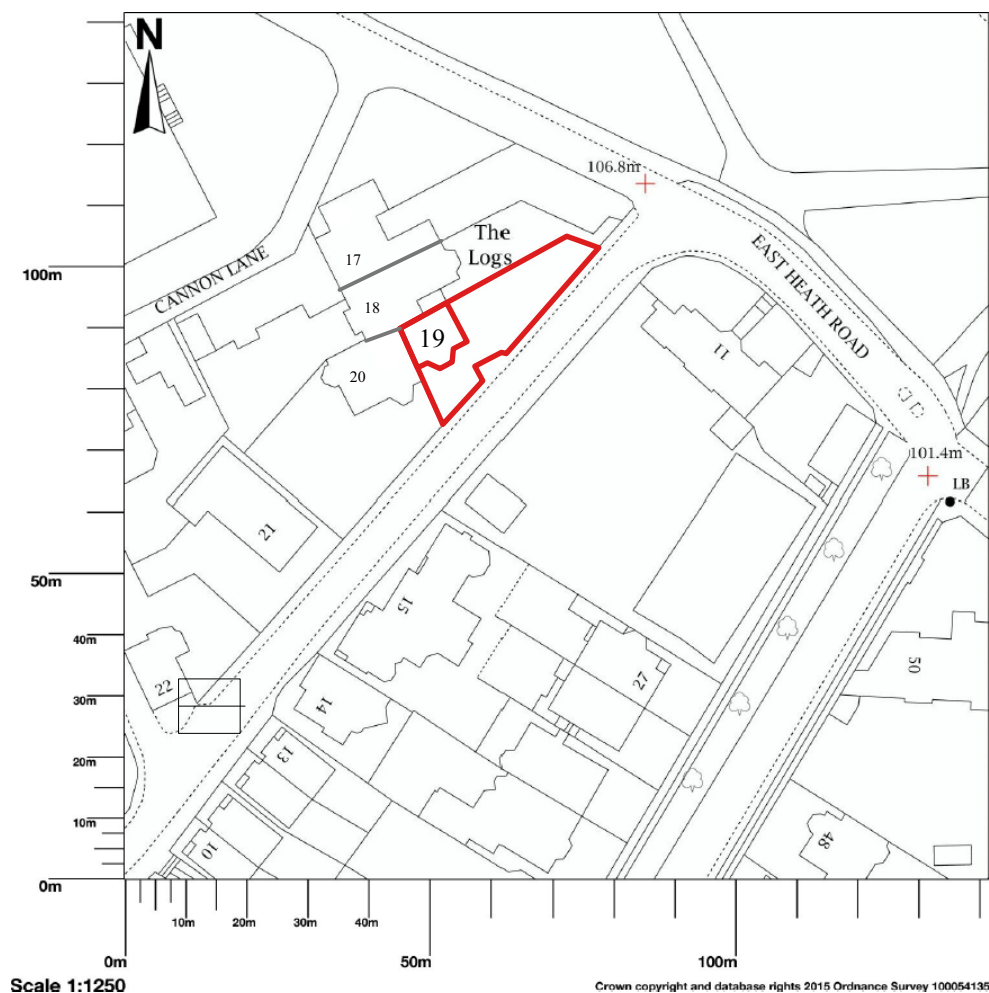 N
106.8m
The
Logs
EAST HEATH ROAD
17
CANNON LANE
100m
18
19
11
20
101.4m
LB
21
50m
15
40m
50
22
27
30m
14
20m
13
10m
48
10
0m
10m
20m
30m
40m
0m
50m
100m
Scale 1:1250
Crown copyright and database rights 2015 Ordnance Survey 100054135